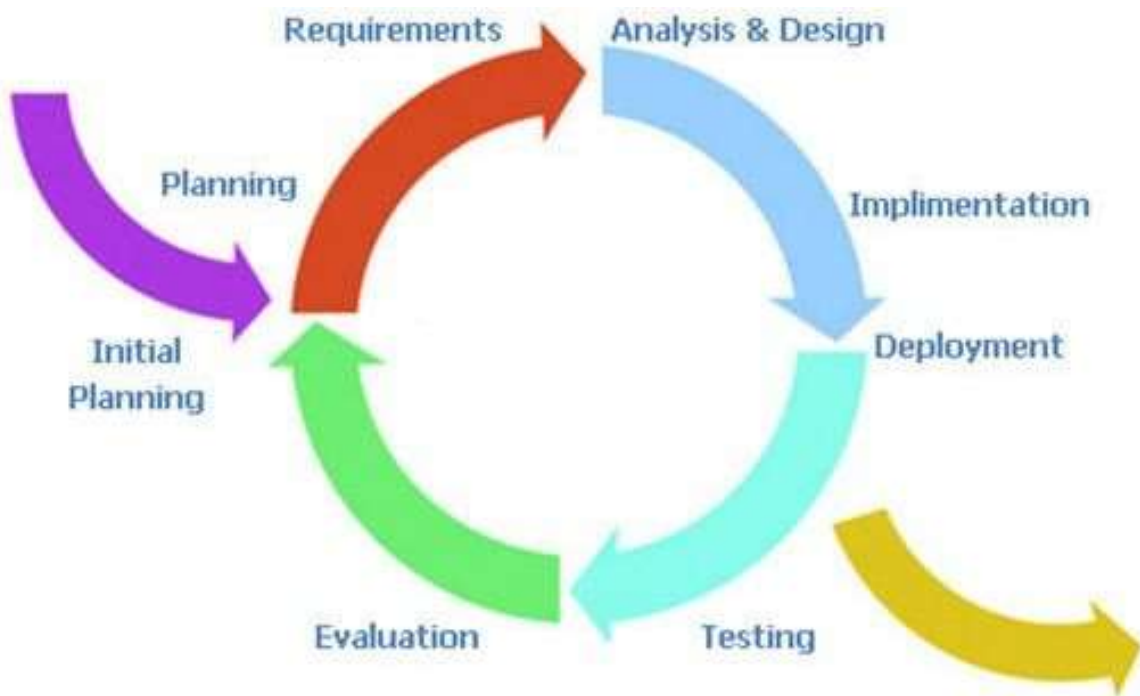 Requirements
Analysis & Design
Planning
Implimentation
Initial
Planning
Deployment
Evaluation
Testing